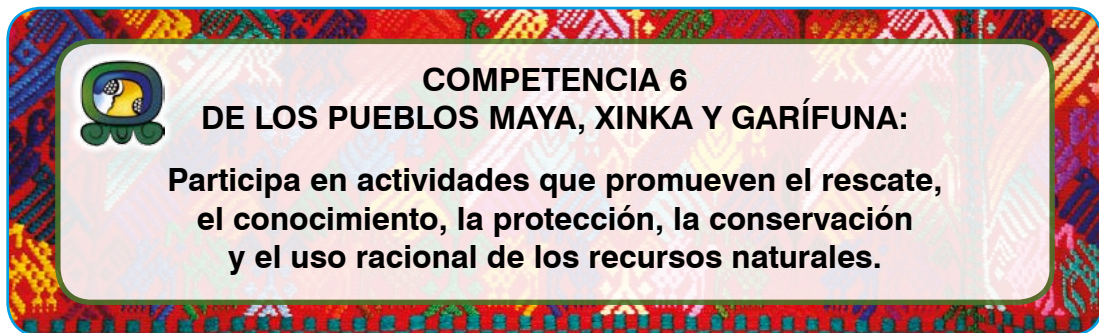 COMPETENCIA 6
DE LOS PUEBLOS MAYA, XINKA Y GARÍFUNA:
Participa en actividades que promueven el rescate,
el conocimiento, la protección, la conservación
y el uso racional de los recursos naturales.